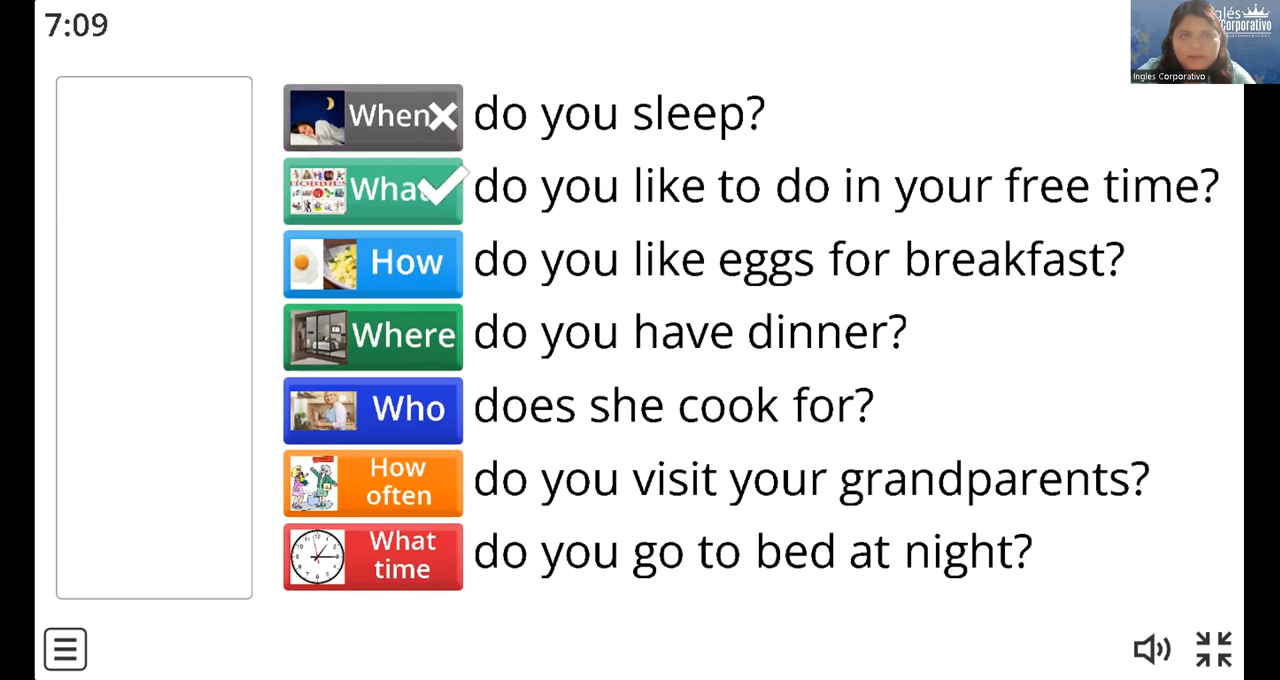 7:09
glés
Corporativo
Ingles Corporativo
When do you sleep?
What do you like to do in your free time?
How do you like eggs for breakfast?
Where do you have dinner?
Who does she cook for?
How often do you visit your grandparents?
What time do you go to bed at night?